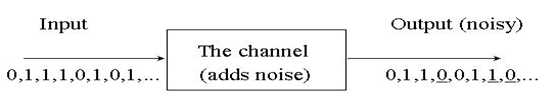 Input
Output (noisy)
The channel
(adds noise)
0,1,1,1,0,1,0,1,...
0,1,1,0,0,1,1,0,...